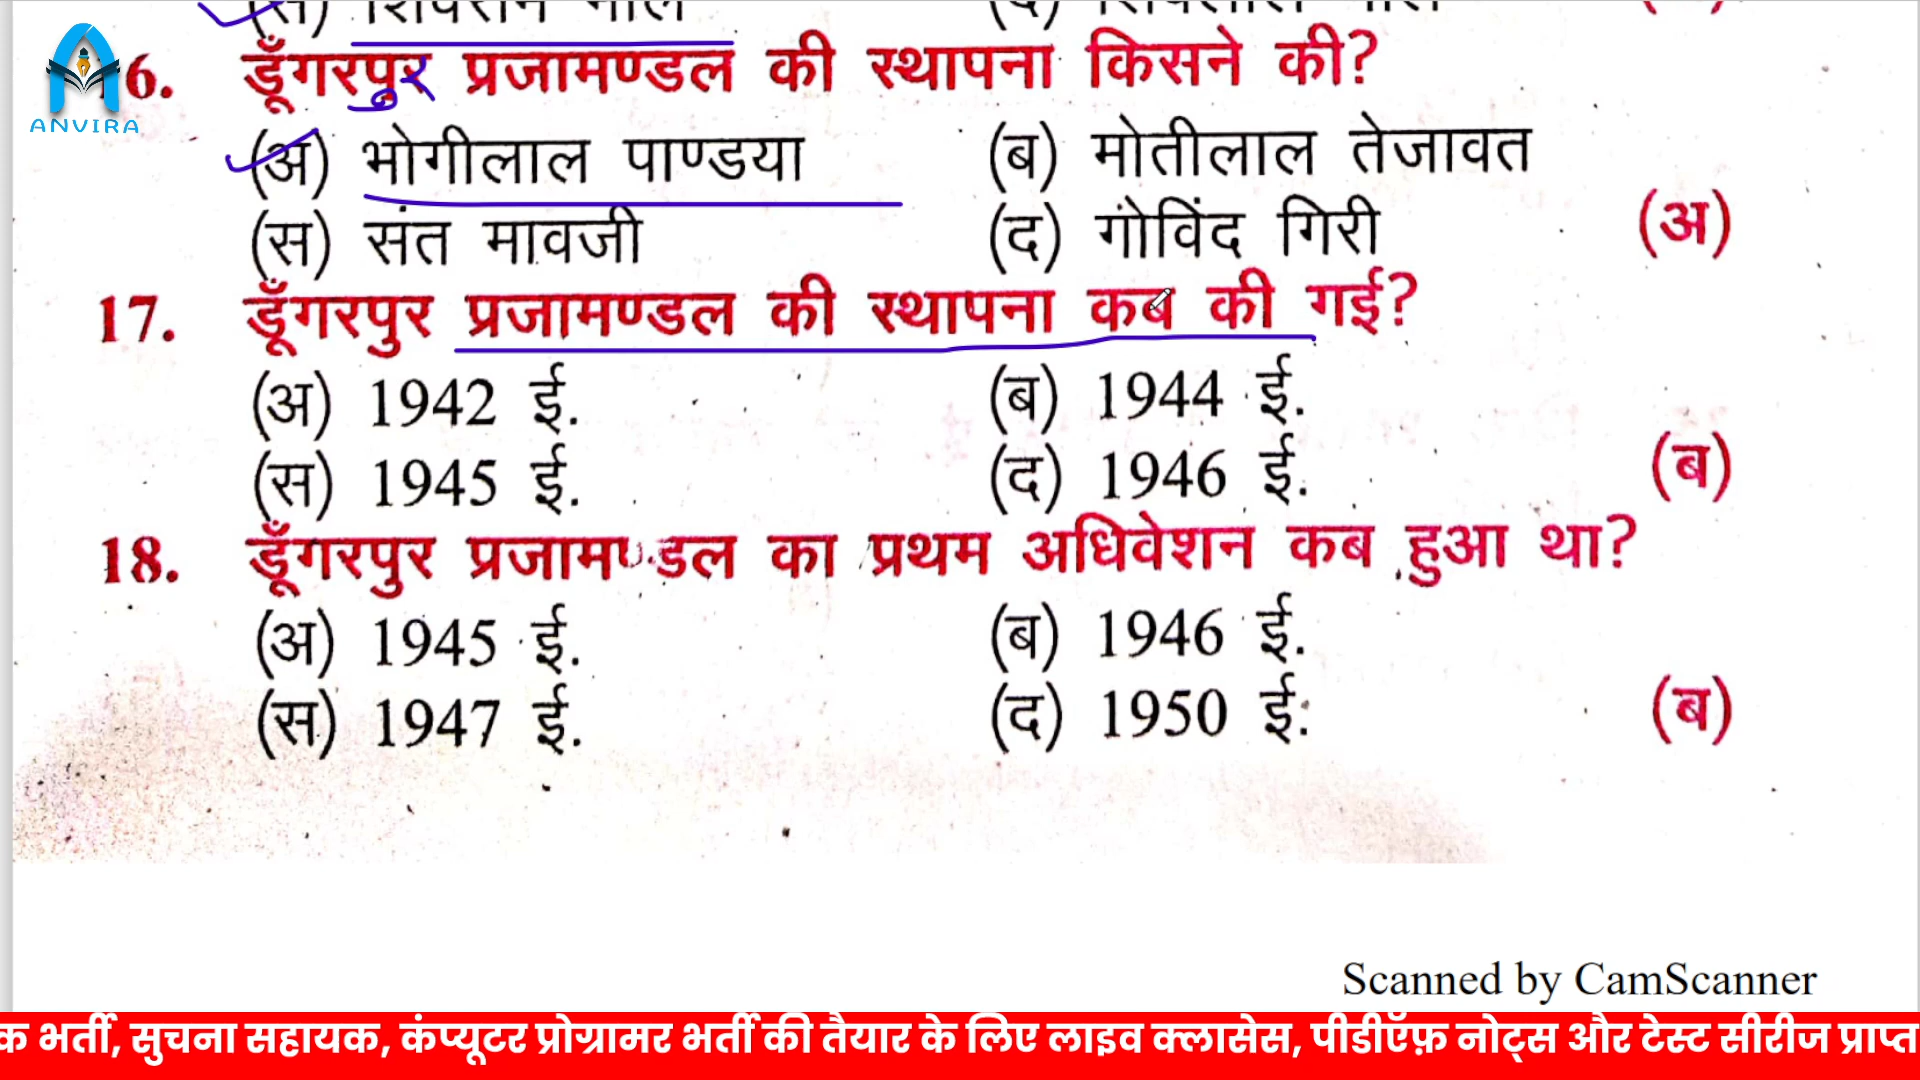 6. डूँगरपुर प्रजामण्डल की स्थापना किसने की?
ANVIRA
(अ) भोगीलाल पाण्डया (ब) मोतीलाल तेजावत
(स) संत मावजी (द) गोविंद गिरी (अ)
17. डूँगरपुर प्रजामण्डल की स्थापना कब की गई?
(अ) 1942 ई. (ब) 1944 ई.
(स) 1945 ई. (द) 1946 ई. (ब)
18. डूँगरपुर प्रजामण्डल का प्रथम अधिवेशन कब हुआ था?
(अ) 1945 ई. (ब) 1946 ई.
(स) 1947 ई. (द) 1950 ई. (ब)
Scanned by CamScanner
क भर्ती, सुचना सहायक, कंप्यूटर प्रोग्रामर भर्ती की तैयार के लिए लाइव क्लासेस, पीडीऍफ़ नोट्स और टेस्ट सीरीज प्राप्त